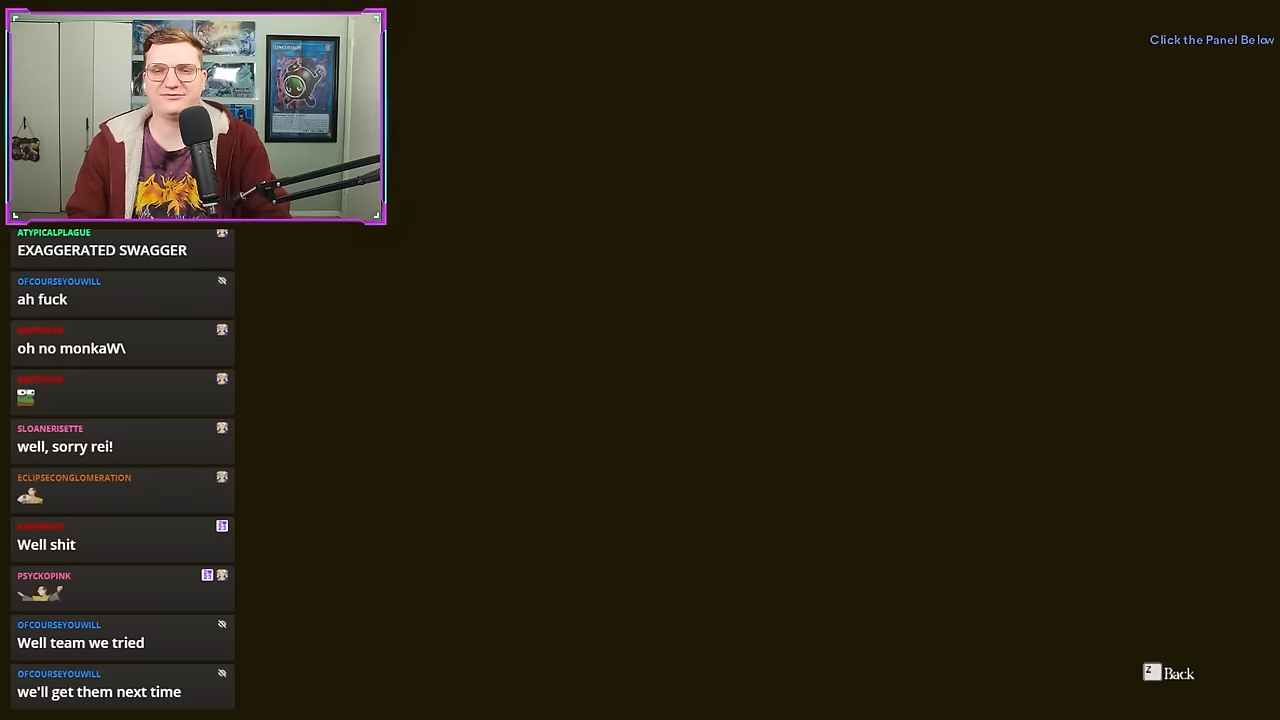 Click the Panel Below
ATYPICALPLAGUE
EXAGGERATED SWAGGER
OFCOURSEYOUWILL
ah fuck
oh no monkaW\
SLOANERISETTE
well, sorry rei!
ECLIPSECONGLOMERATION
Well shit
PSYCKOPINK
OFCOURSEYOUWILL
Well team we tried
OFCOURSEYOUWILL
we'll get them next time
Z
Back